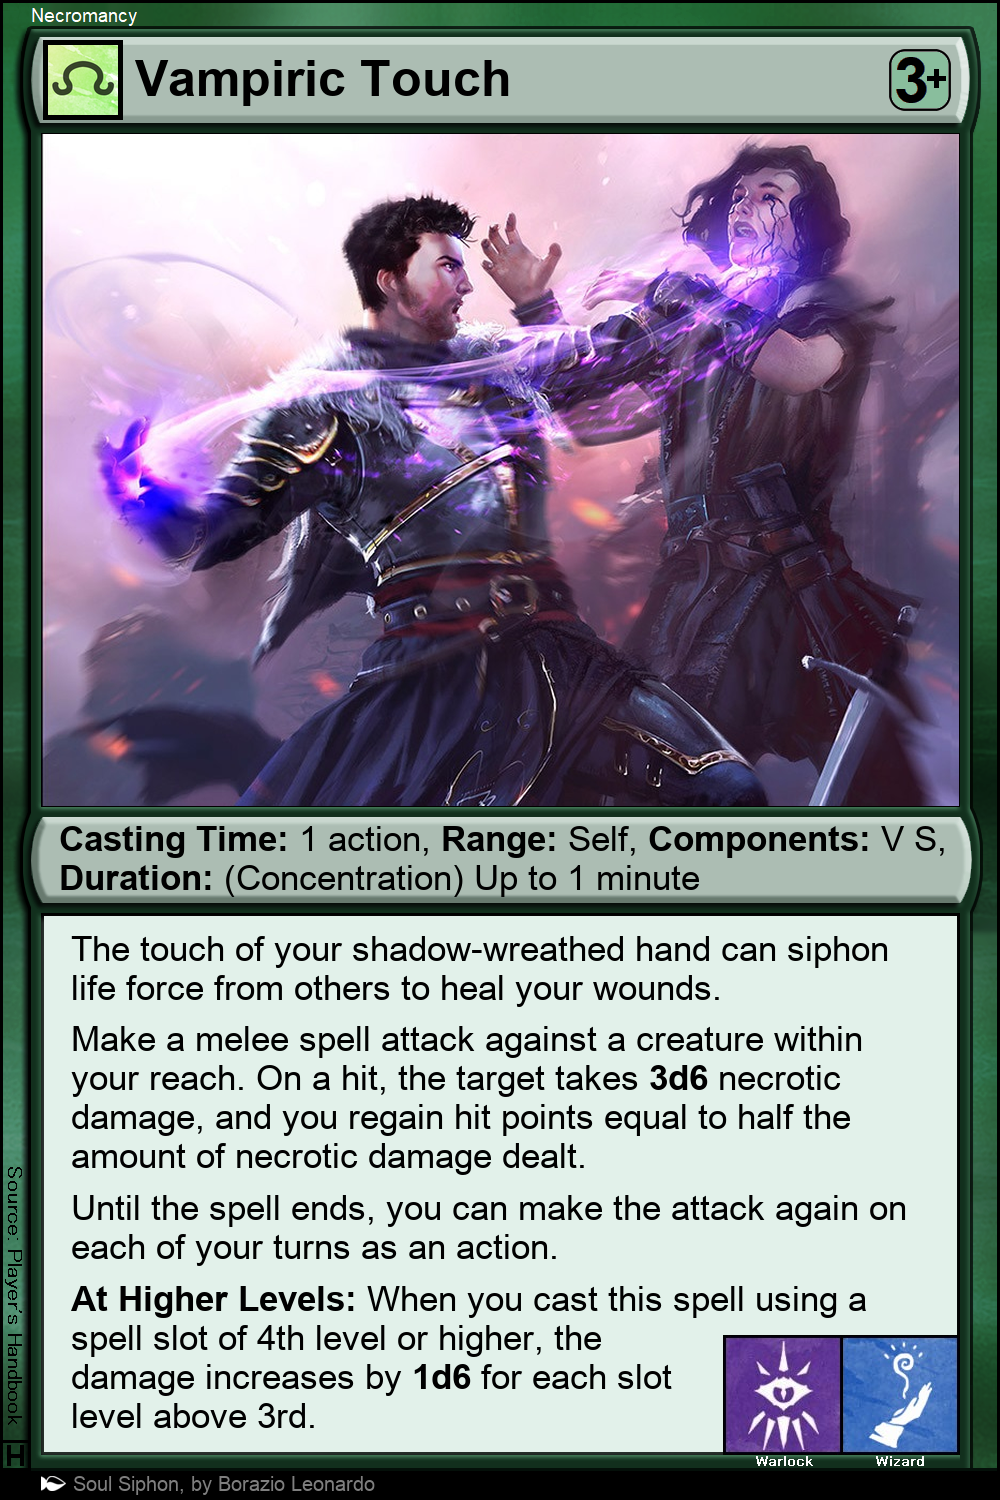 Necromancy
Vampiric Touch
3+
Casting Time: 1 action, Range: Self, Components: V S,
Duration: (Concentration) Up to 1 minute
The touch of your shadow-wreathed hand can siphon
life force from others to heal your wounds.
Make a melee spell attack against a creature within
your reach. On a hit, the target takes 3d6 necrotic
damage, and you regain hit points equal to half the
amount of necrotic damage dealt.
Until the spell ends, you can make the attack again on
each of your turns as an action.
At Higher Levels: When you cast this spell using a
spell slot of 4th level or higher, the
damage increases by 1d6 for each slot
level above 3rd.
Warlock
Wizard
Source: Player's Handbook
H
Soul Siphon, by Borazio Leonardo